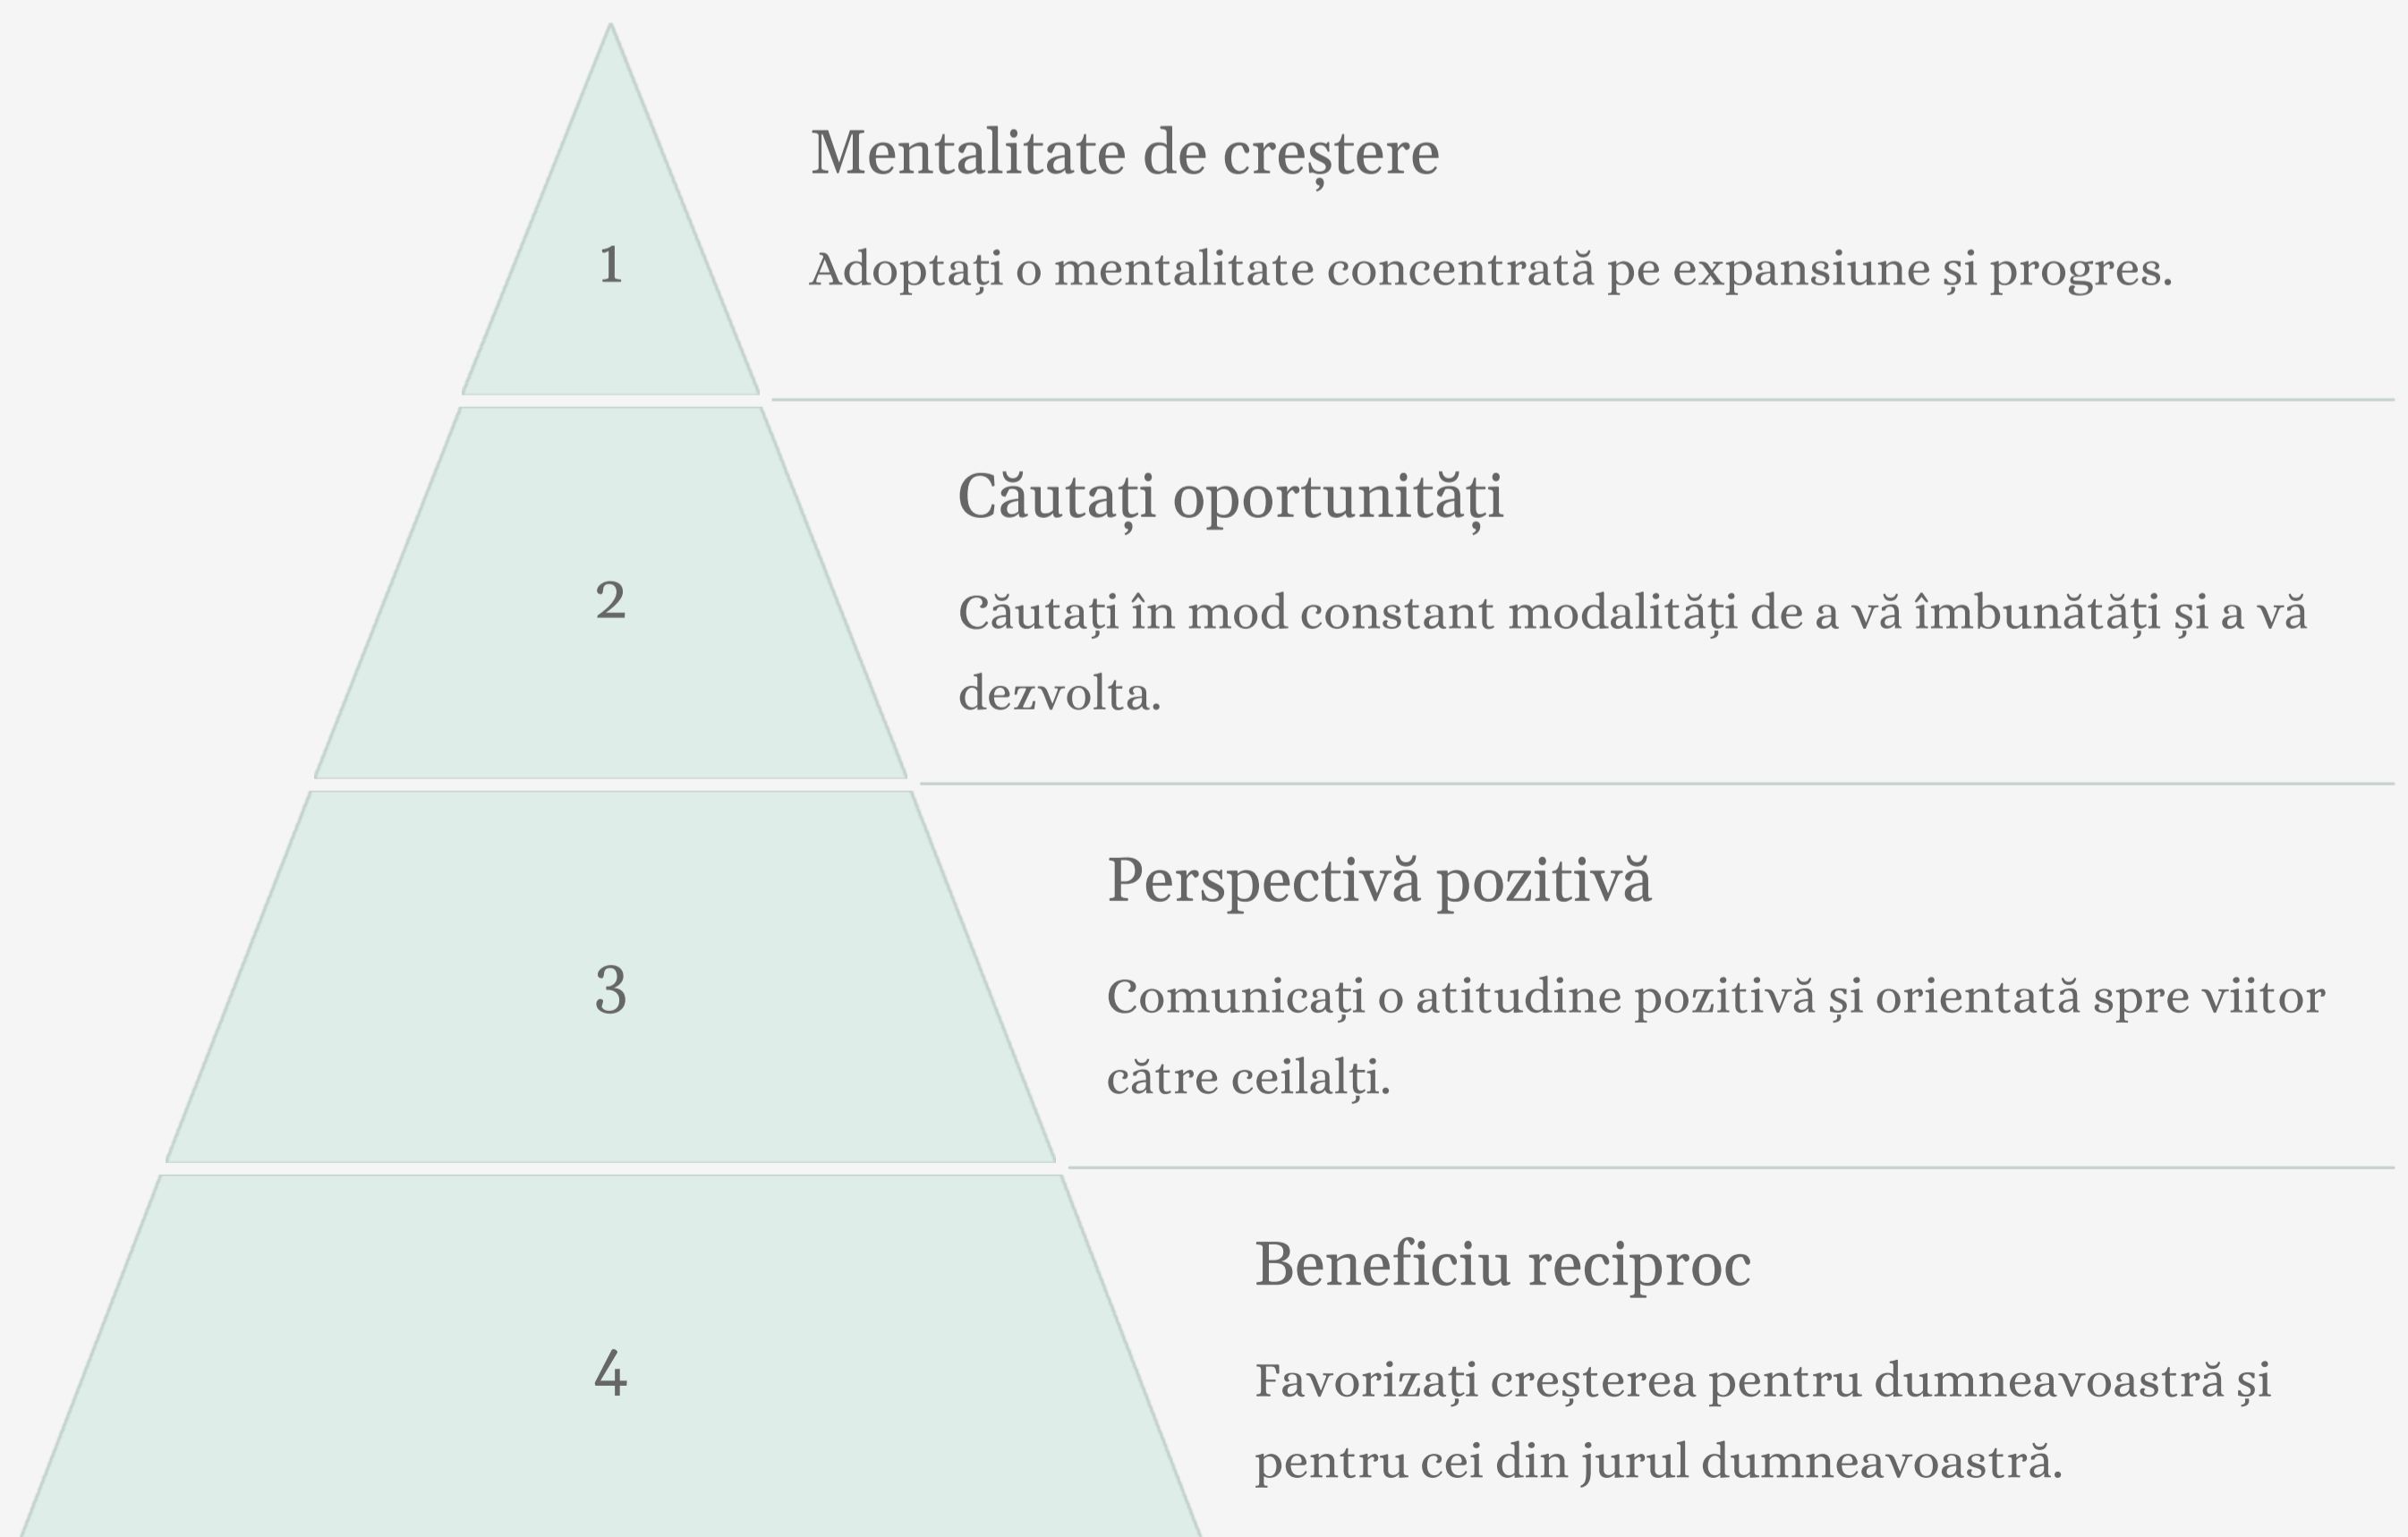 Mentalitate de creștere
1
Adoptați o mentalitate concentrată pe expansiune și progres.
Căutați oportunități
2
Căutați în mod constant modalități de a vă îmbunătăți și a vă
dezvolta.
Perspectivă pozitivă
3
Comunicați o atitudine pozitivă și orientată spre viitor
către ceilalți.
Beneficiu reciproc
4
Favorizați creșterea pentru dumneavoastră și
pentru cei din jurul dumneavoastră.